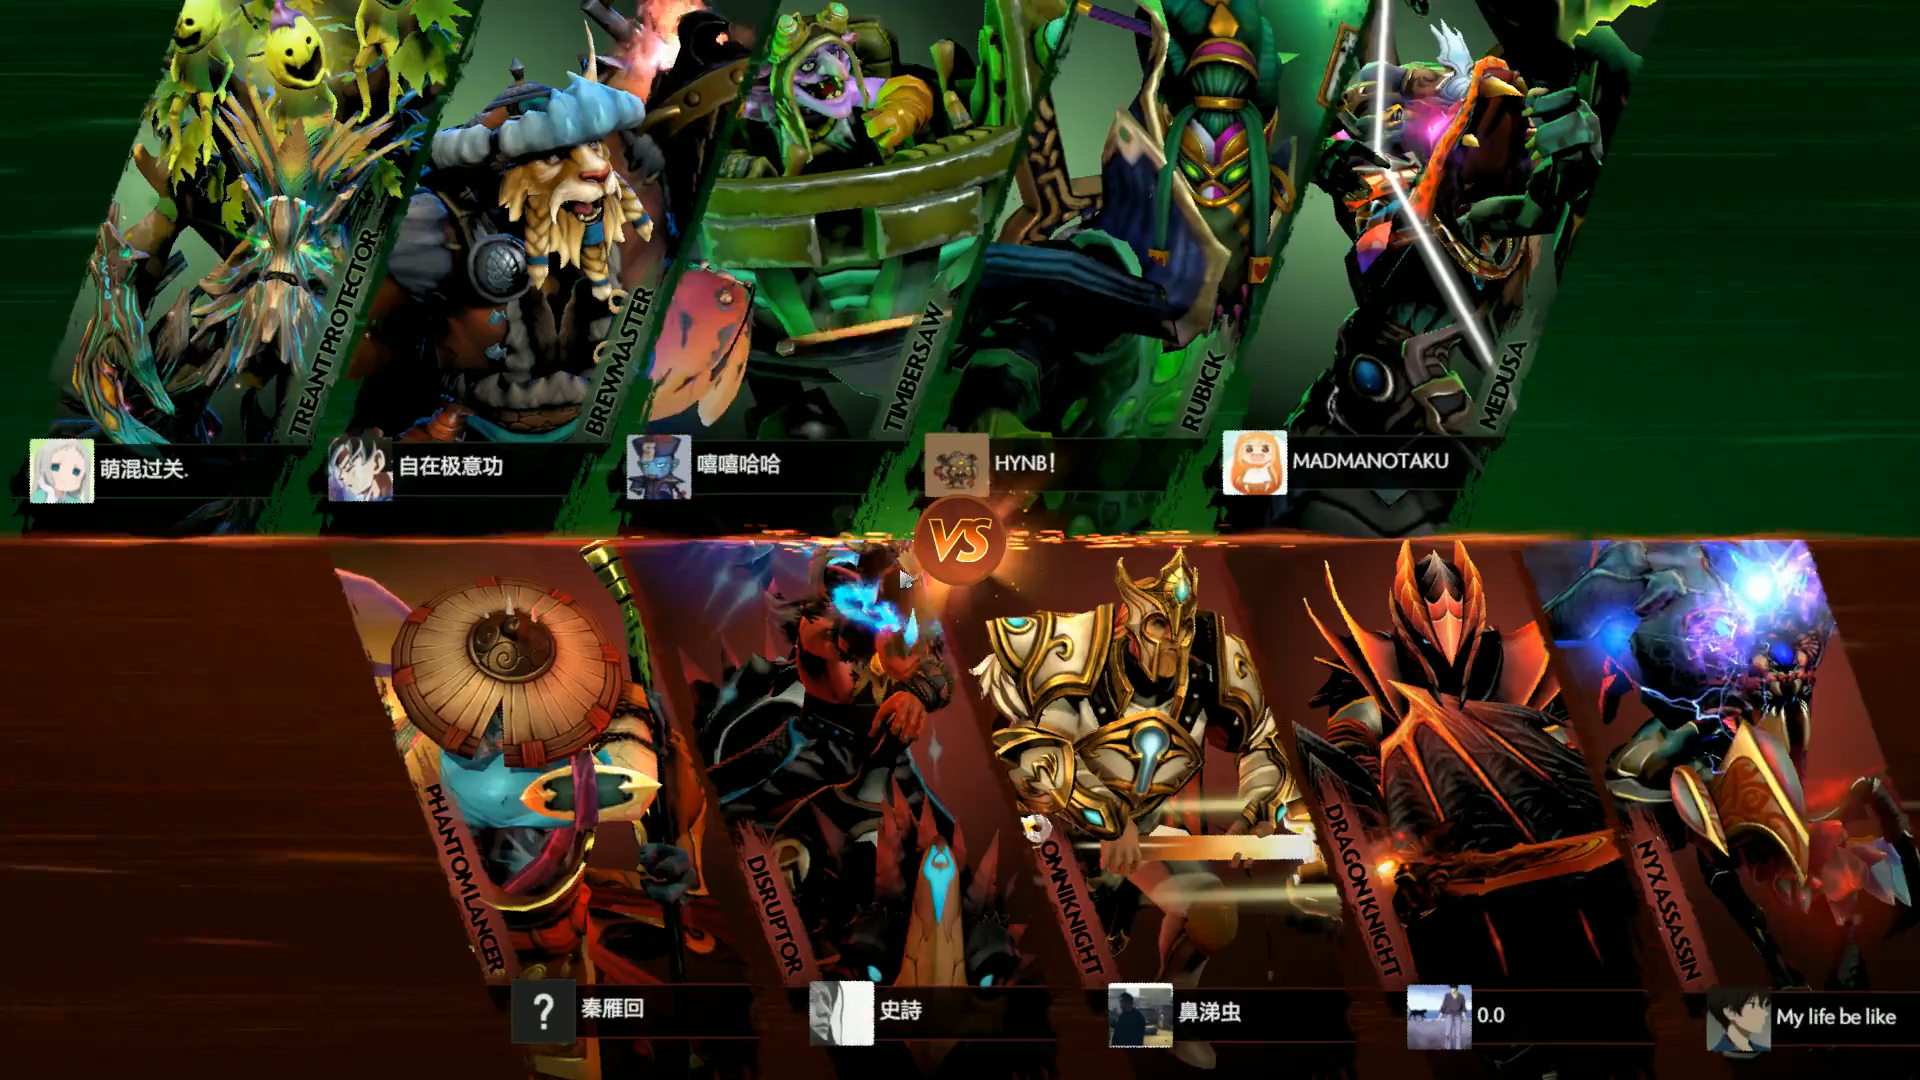 TREANT PROTECTOR
BREWMASTER
TIMBERSAW
RUBICK
MEDUSA
萌混过关.
自在极意功
嘻嘻哈哈
HYNB!
MADMANOTAKU
VS
PHANTOM LANCER
DISRUPTOR
OMNIKNIGHT
DRAGON KNIGHT
NYX ASSASSIN
?
秦雁回
史詩
鼻涕虫
0.0
My life be like